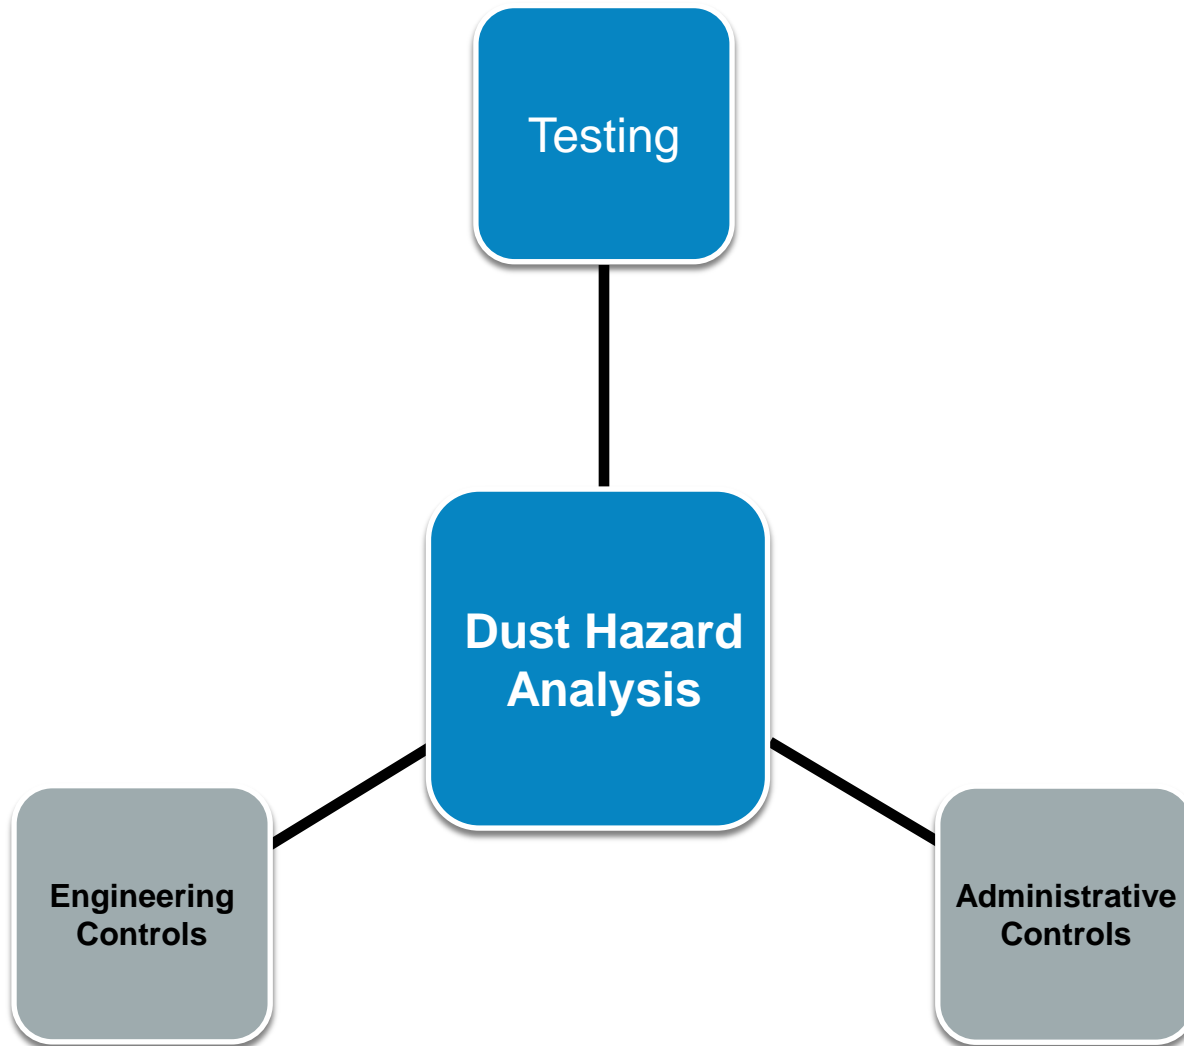 Testing
Dust Hazard
Analysis
Engineering
Controls
Administrative
Controls